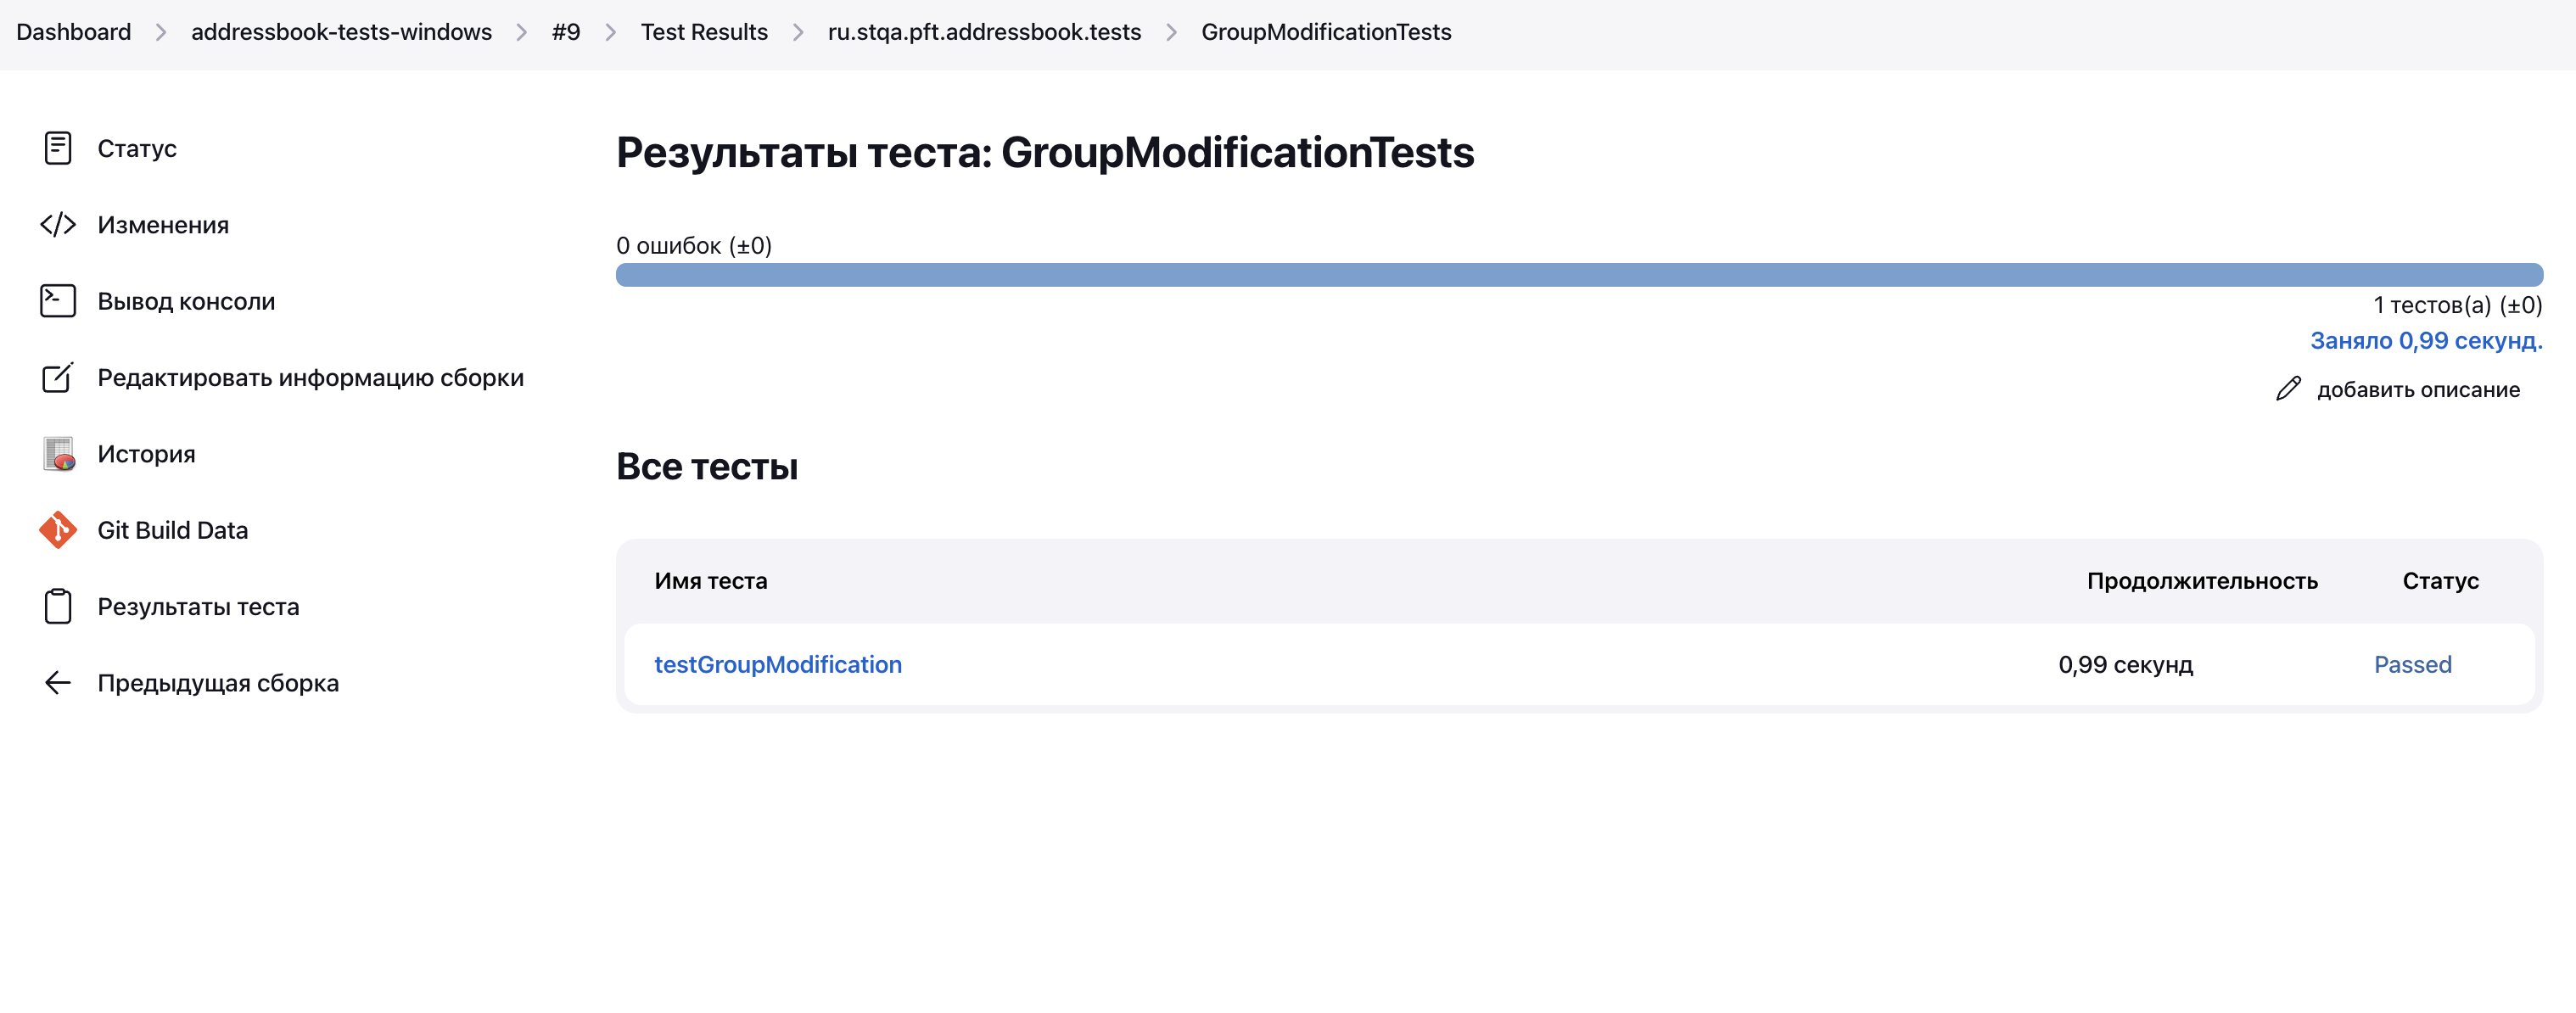 Dashboard > addressbook-tests-windows > #9 > Test Results > ru.stqa.pft.addressbook.tests > GroupModificationTests
Статус
Изменения
Вывод консоли
Редактировать информацию сборки
История
Git Build Data
Результаты теста
Предыдущая сборка
Результаты теста: GroupModificationTests
0 ошибок (±0)
1 тестов(а) (±0)
Заняло 0,99 секунд.
добавить описание
Все тесты
Имя теста Продолжительность Статус
testGroupModification 0,99 секунд Passed